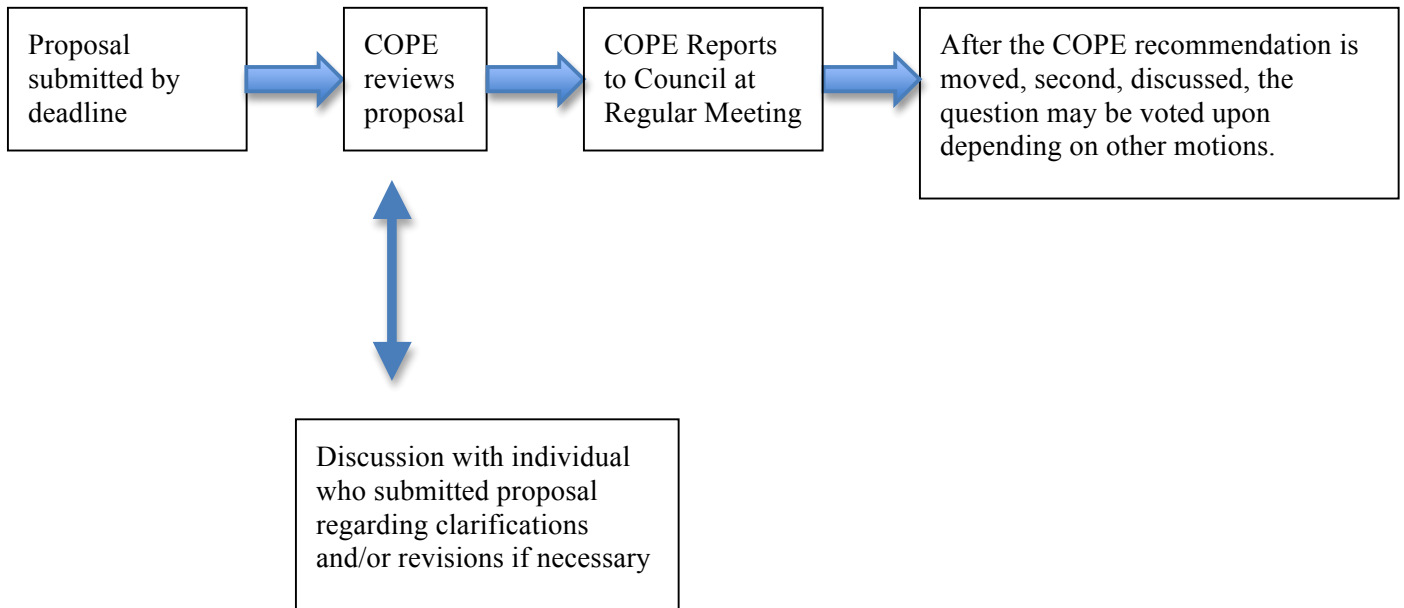 Proposal
submitted by
deadline
COPE
reviews
proposal
COPE Reports
to Council at
Regular Meeting
After the COPE recommendation is
moved, second, discussed, the
question may be voted upon
depending on other motions.
Discussion with individual
who submitted proposal
regarding clarifications
and/or revisions if necessary